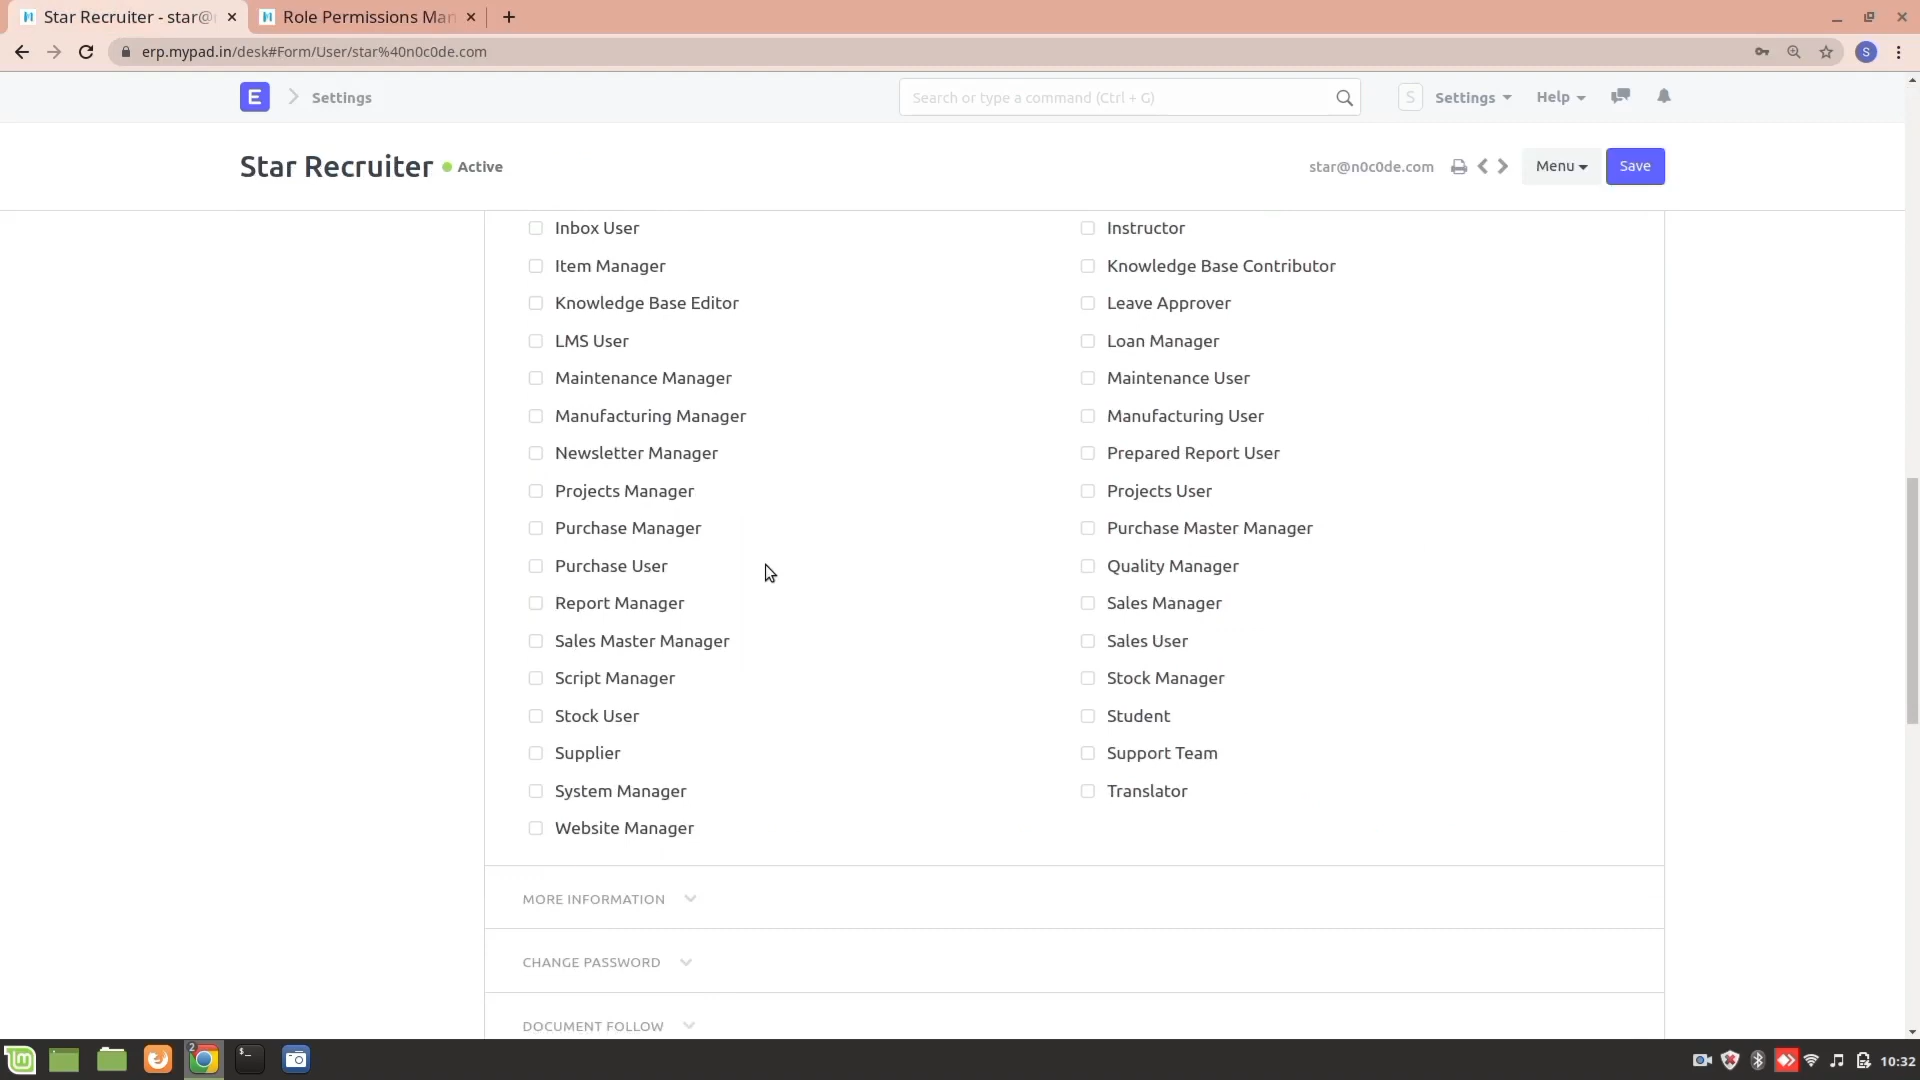 Star Recruiter - star@
Role Permissions Man
erp.mypad.in/desk#Form/User/star%40n0c0de.com
S
E
Settings
Search or type a command (Ctrl + G)
S
Settings
Help
Star Recruiter
Active
star@n0c0de.com
Menu
Save
Inbox User
Instructor
Item Manager
Knowledge Base Contributor
Knowledge Base Editor
Leave Approver
LMS User
Loan Manager
Maintenance Manager
Maintenance User
Manufacturing Manager
Manufacturing User
Newsletter Manager
Prepared Report User
Projects Manager
Projects User
Purchase Manager
Purchase Master Manager
Purchase User
Quality Manager
Report Manager
Sales Manager
Sales Master Manager
Sales User
Script Manager
Stock Manager
Stock User
Student
Supplier
Support Team
System Manager
Translator
Website Manager
MORE INFORMATION
CHANGE PASSWORD
DOCUMENT FOLLOW
2
10:32